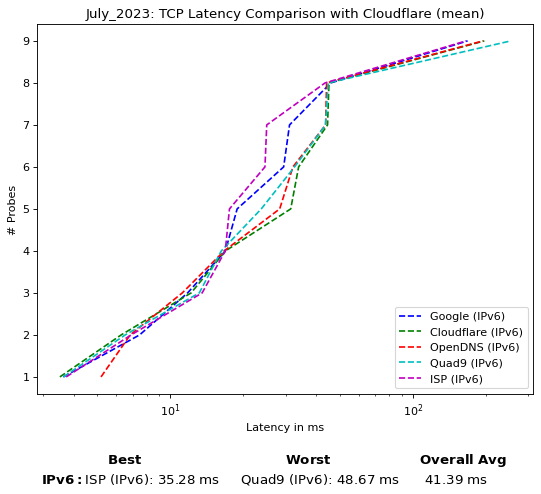 July_2023: TCP Latency Comparison with Cloudflare (mean)
9
8
7
6
5
4
3
2
1
# Probes
Google (IPv6)
Cloudflare (IPv6)
OpenDNS (IPv6)
Quad9 (IPv6)
ISP (IPv6)
10¹ 10²
Latency in ms
Best Worst Overall Avg
IPv6: ISP (IPv6): 35.28 ms Quad9 (IPv6): 48.67 ms 41.39 ms